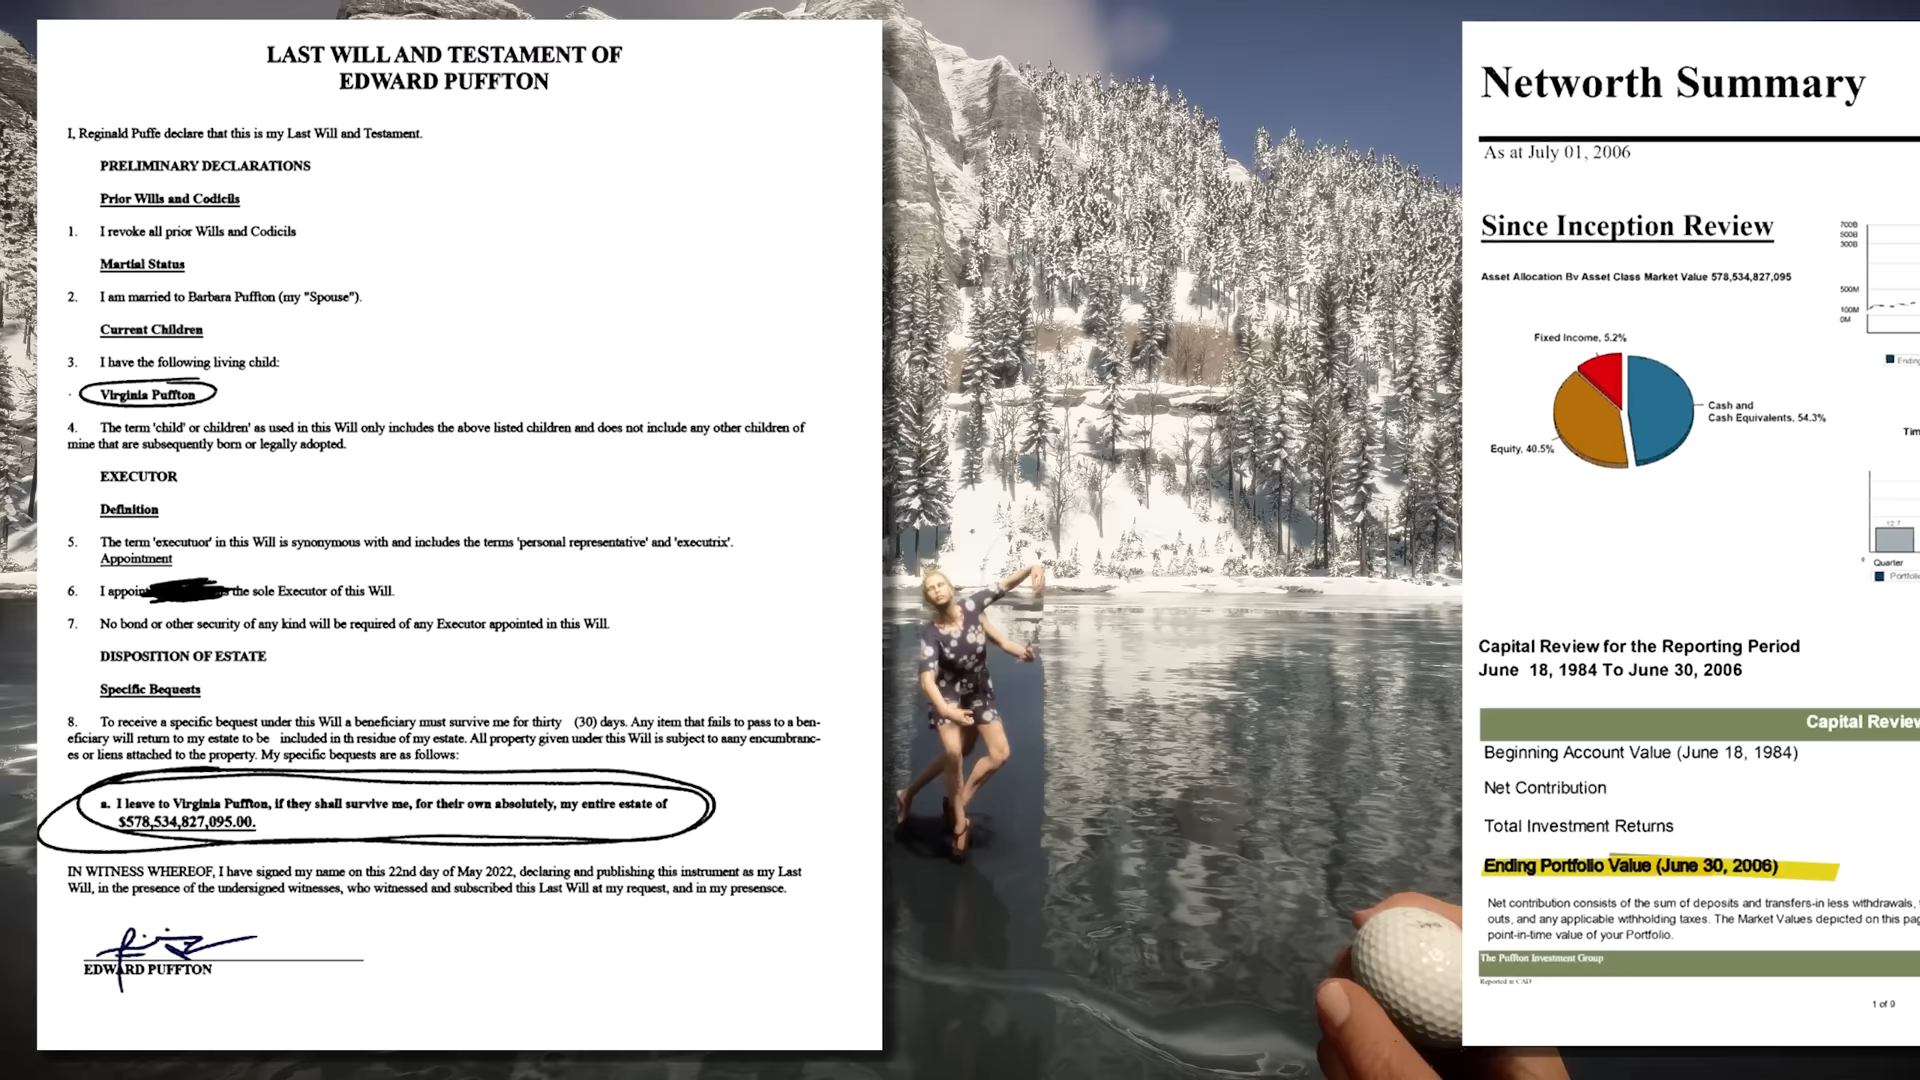 LAST WILL AND TESTAMENT OF
EDWARD PUFFTON
I, Reginald Puffe declare that this is my Last Will and Testament.
PRELIMINARY DECLARATIONS
Prior Wills and Codicils
1. I revoke all prior Wills and Codicils
Martial Status
2. I am married to Barbara Puffton (my "Spouse").
Current Children
3. I have the following living child:
· Virginia Puffton
4. The term 'child' or children' as used in this Will only includes the above listed children and does not include any other children of
mine that are subsequently born or legally adopted.
EXECUTOR
Definition
5. The term 'executuor' in this Will is synonymous with and includes the terms 'personal representative' and 'executrix'.
Appointment
6. I appoint the sole Executor of this Will.
7. No bond or other security of any kind will be required of any Executor appointed in this Will.
DISPOSITION OF ESTATE
Specific Bequests
8. To receive a specific bequest under this Will a beneficiary must survive me for thirty (30) days. Any item that fails to pass to a ben-
eficiary will return to my estate to be included in th residue of my estate. All property given under this Will is subject to aany encumbranc-
es or liens attached to the property. My specific bequests are as follows:
a. I leave to Virginia Puffton, if they shall survive me, for their own absolutely, my entire estate of
$578,534,827,095.00.
IN WITNESS WHEREOF, I have signed my name on this 22nd day of May 2022, declaring and publishing this instrument as my Last
Will, in the presence of the undersigned witnesses, who witnessed and subscribed this Last Will at my request, and in my presensce.
EDWARD PUFFTON
Networth Summary
As at July 01, 2006
Since Inception Review
Asset Allocation By Asset Class Market Value 578,534,827,095
Fixed Income, 5.2%
Cash and
Cash Equivalents, 54.3%
Equity, 40.5%
700B
500B
300B
500M
100M
0M
Ending
Tim
12.7
Quarter
Portfolio
Capital Review for the Reporting Period
June 18, 1984 To June 30, 2006
Capital Review
Beginning Account Value (June 18, 1984)
Net Contribution
Total Investment Returns
Ending Portfolio Value (June 30, 2006)
Net contribution consists of the sum of deposits and transfers-in less withdrawals,
outs, and any applicable withholding taxes. The Market Values depicted on this pag
point-in-time value of your Portfolio.
The Puffton Investment Group
Reported in CAD
1 of 9